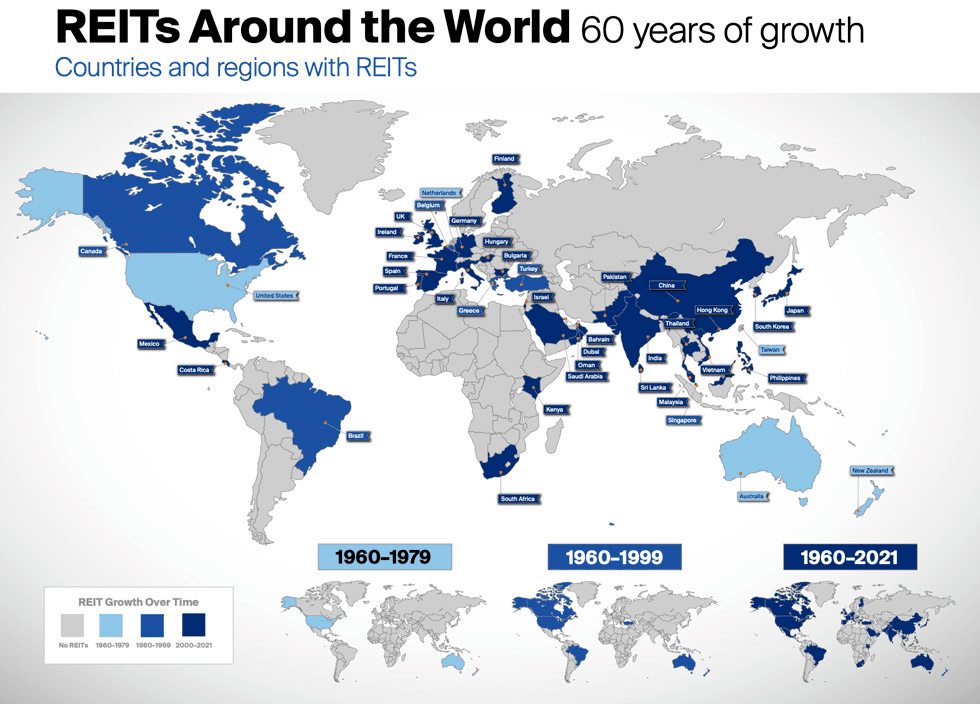 REITs Around the World 60 years of growth
Countries and regions with REITs
Finland
Netherlands
Belgium
UK
Germany
Ireland
Hungary
Canada
France
Bulgaria
Spain
Turkey
Pakistan
China
Portugal
United States
Italy
Israel
Greece
Hong Kong
Japan
Thailand
South Korea
Mexico
Bahrain
Taiwan
Dubai
India
Costa Rica
Oman
Vietnam
Saudi Arabia
Philippines
Sri Lanka
Malaysia
Kenya
Singapore
Brazil
New Zealand
South Africa
Australia
1960–1979
1960–1999
1960–2021
REIT Growth Over Time
No REITs 1960–1979 1980–1999 2000–2021